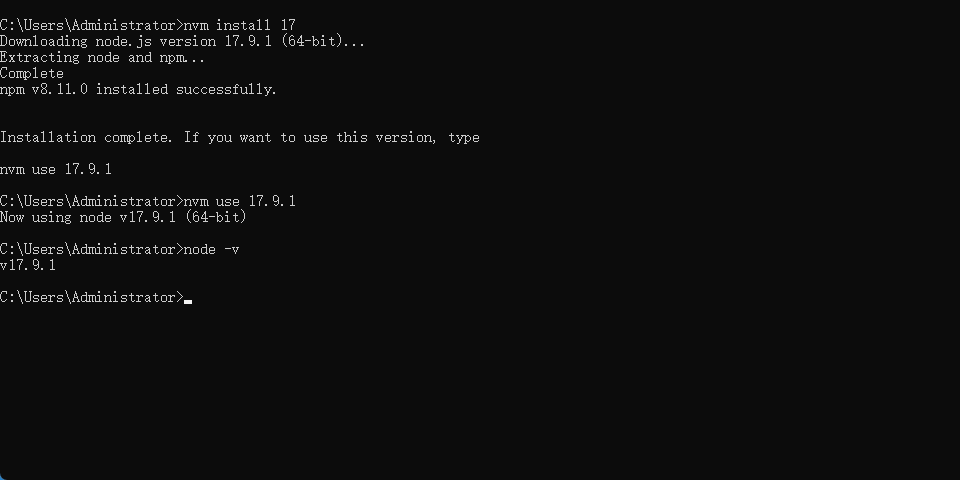 C:\Users\Administrator>nvm install 17
Downloading node.js version 17.9.1 (64-bit)...
Extracting node and npm...
Complete
npm v8.11.0 installed successfully.
Installation complete. If you want to use this version, type
nvm use 17.9.1
C:\Users\Administrator>nvm use 17.9.1
Now using node v17.9.1 (64-bit)
C:\Users\Administrator>node -v
v17.9.1
C:\Users\Administrator>